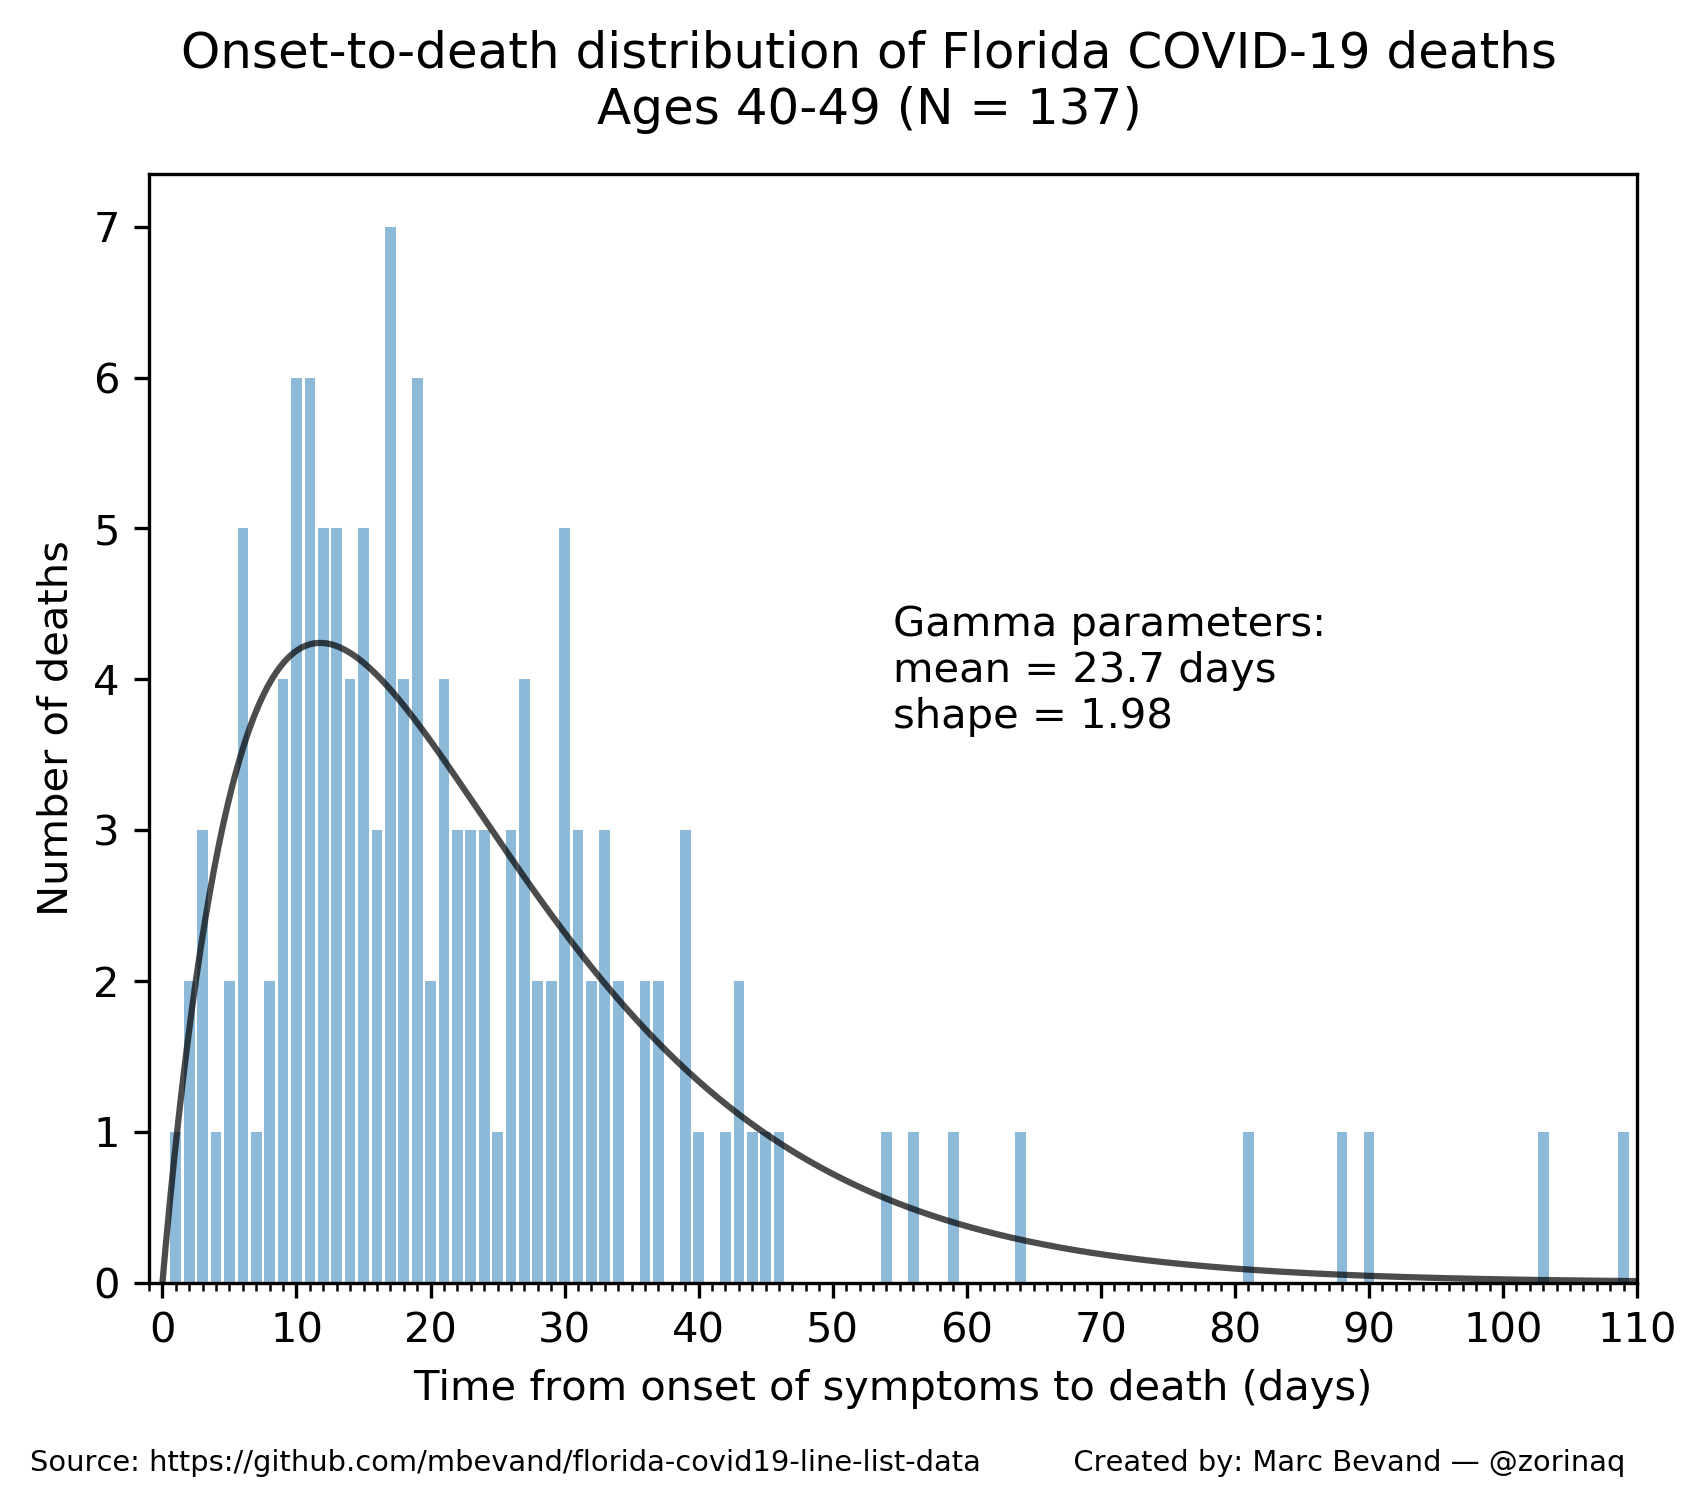 Onset-to-death distribution of Florida COVID-19 deaths
Ages 40-49 (N = 137)
Number of deaths
7
6
5
4
3
2
1
0
Gamma parameters:
mean = 23.7 days
shape = 1.98
0 10 20 30 40 50 60 70 80 90 100 110
Time from onset of symptoms to death (days)
Source: https://github.com/mbevand/florida-covid19-line-list-data Created by: Marc Bevand — @zorinaq